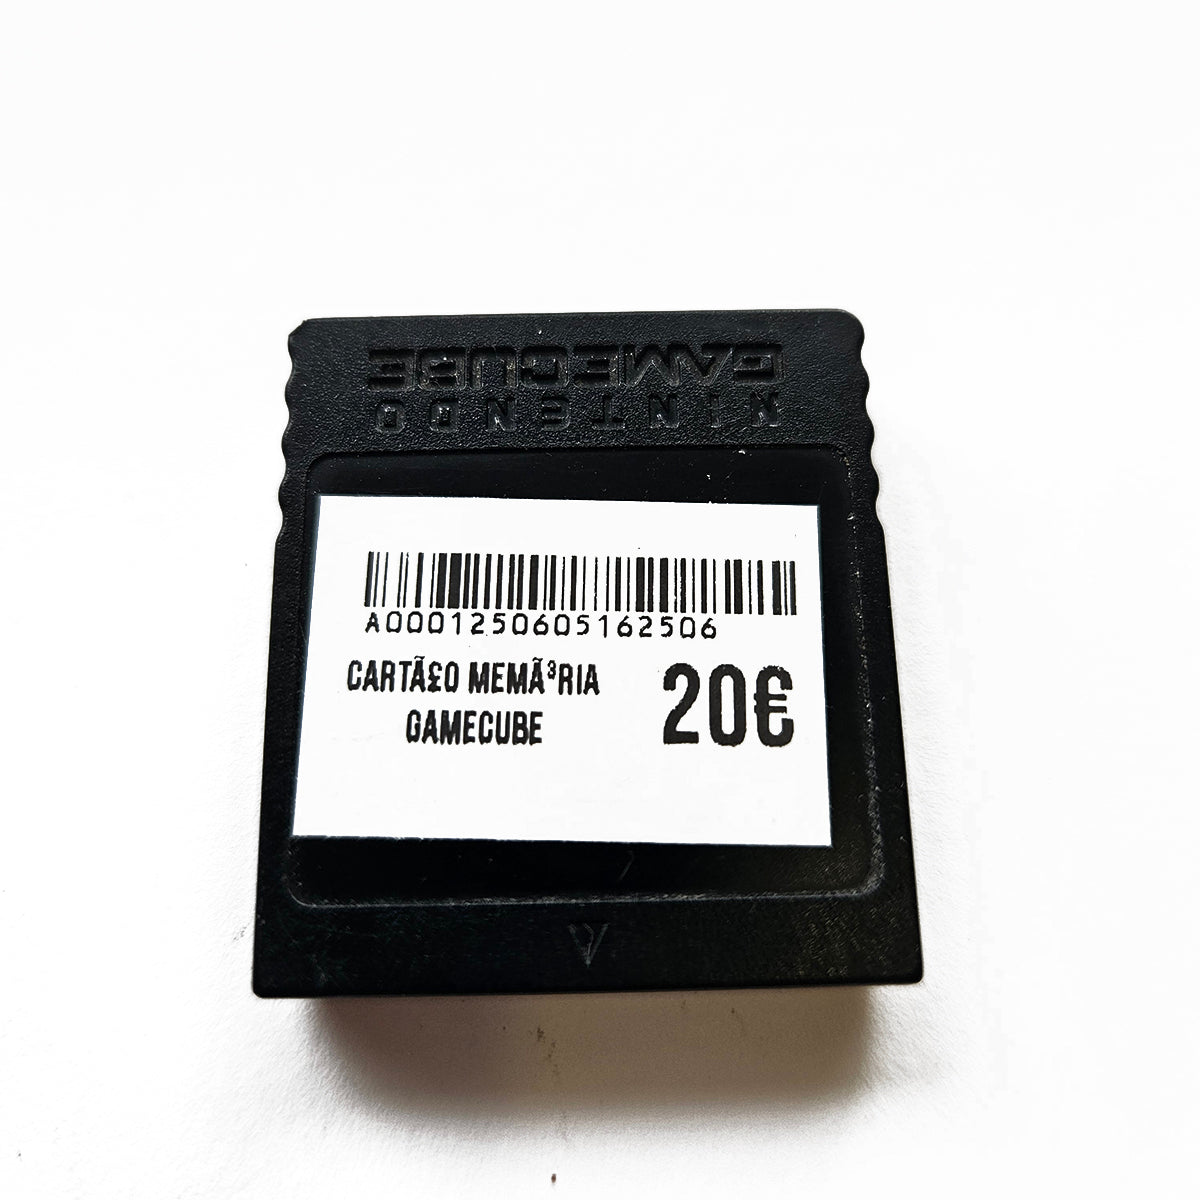 GAMECUBE
NINTENDO
A0001250605162506
CARTÃ£O MEMÃ³RIA
GAMECUBE
20€